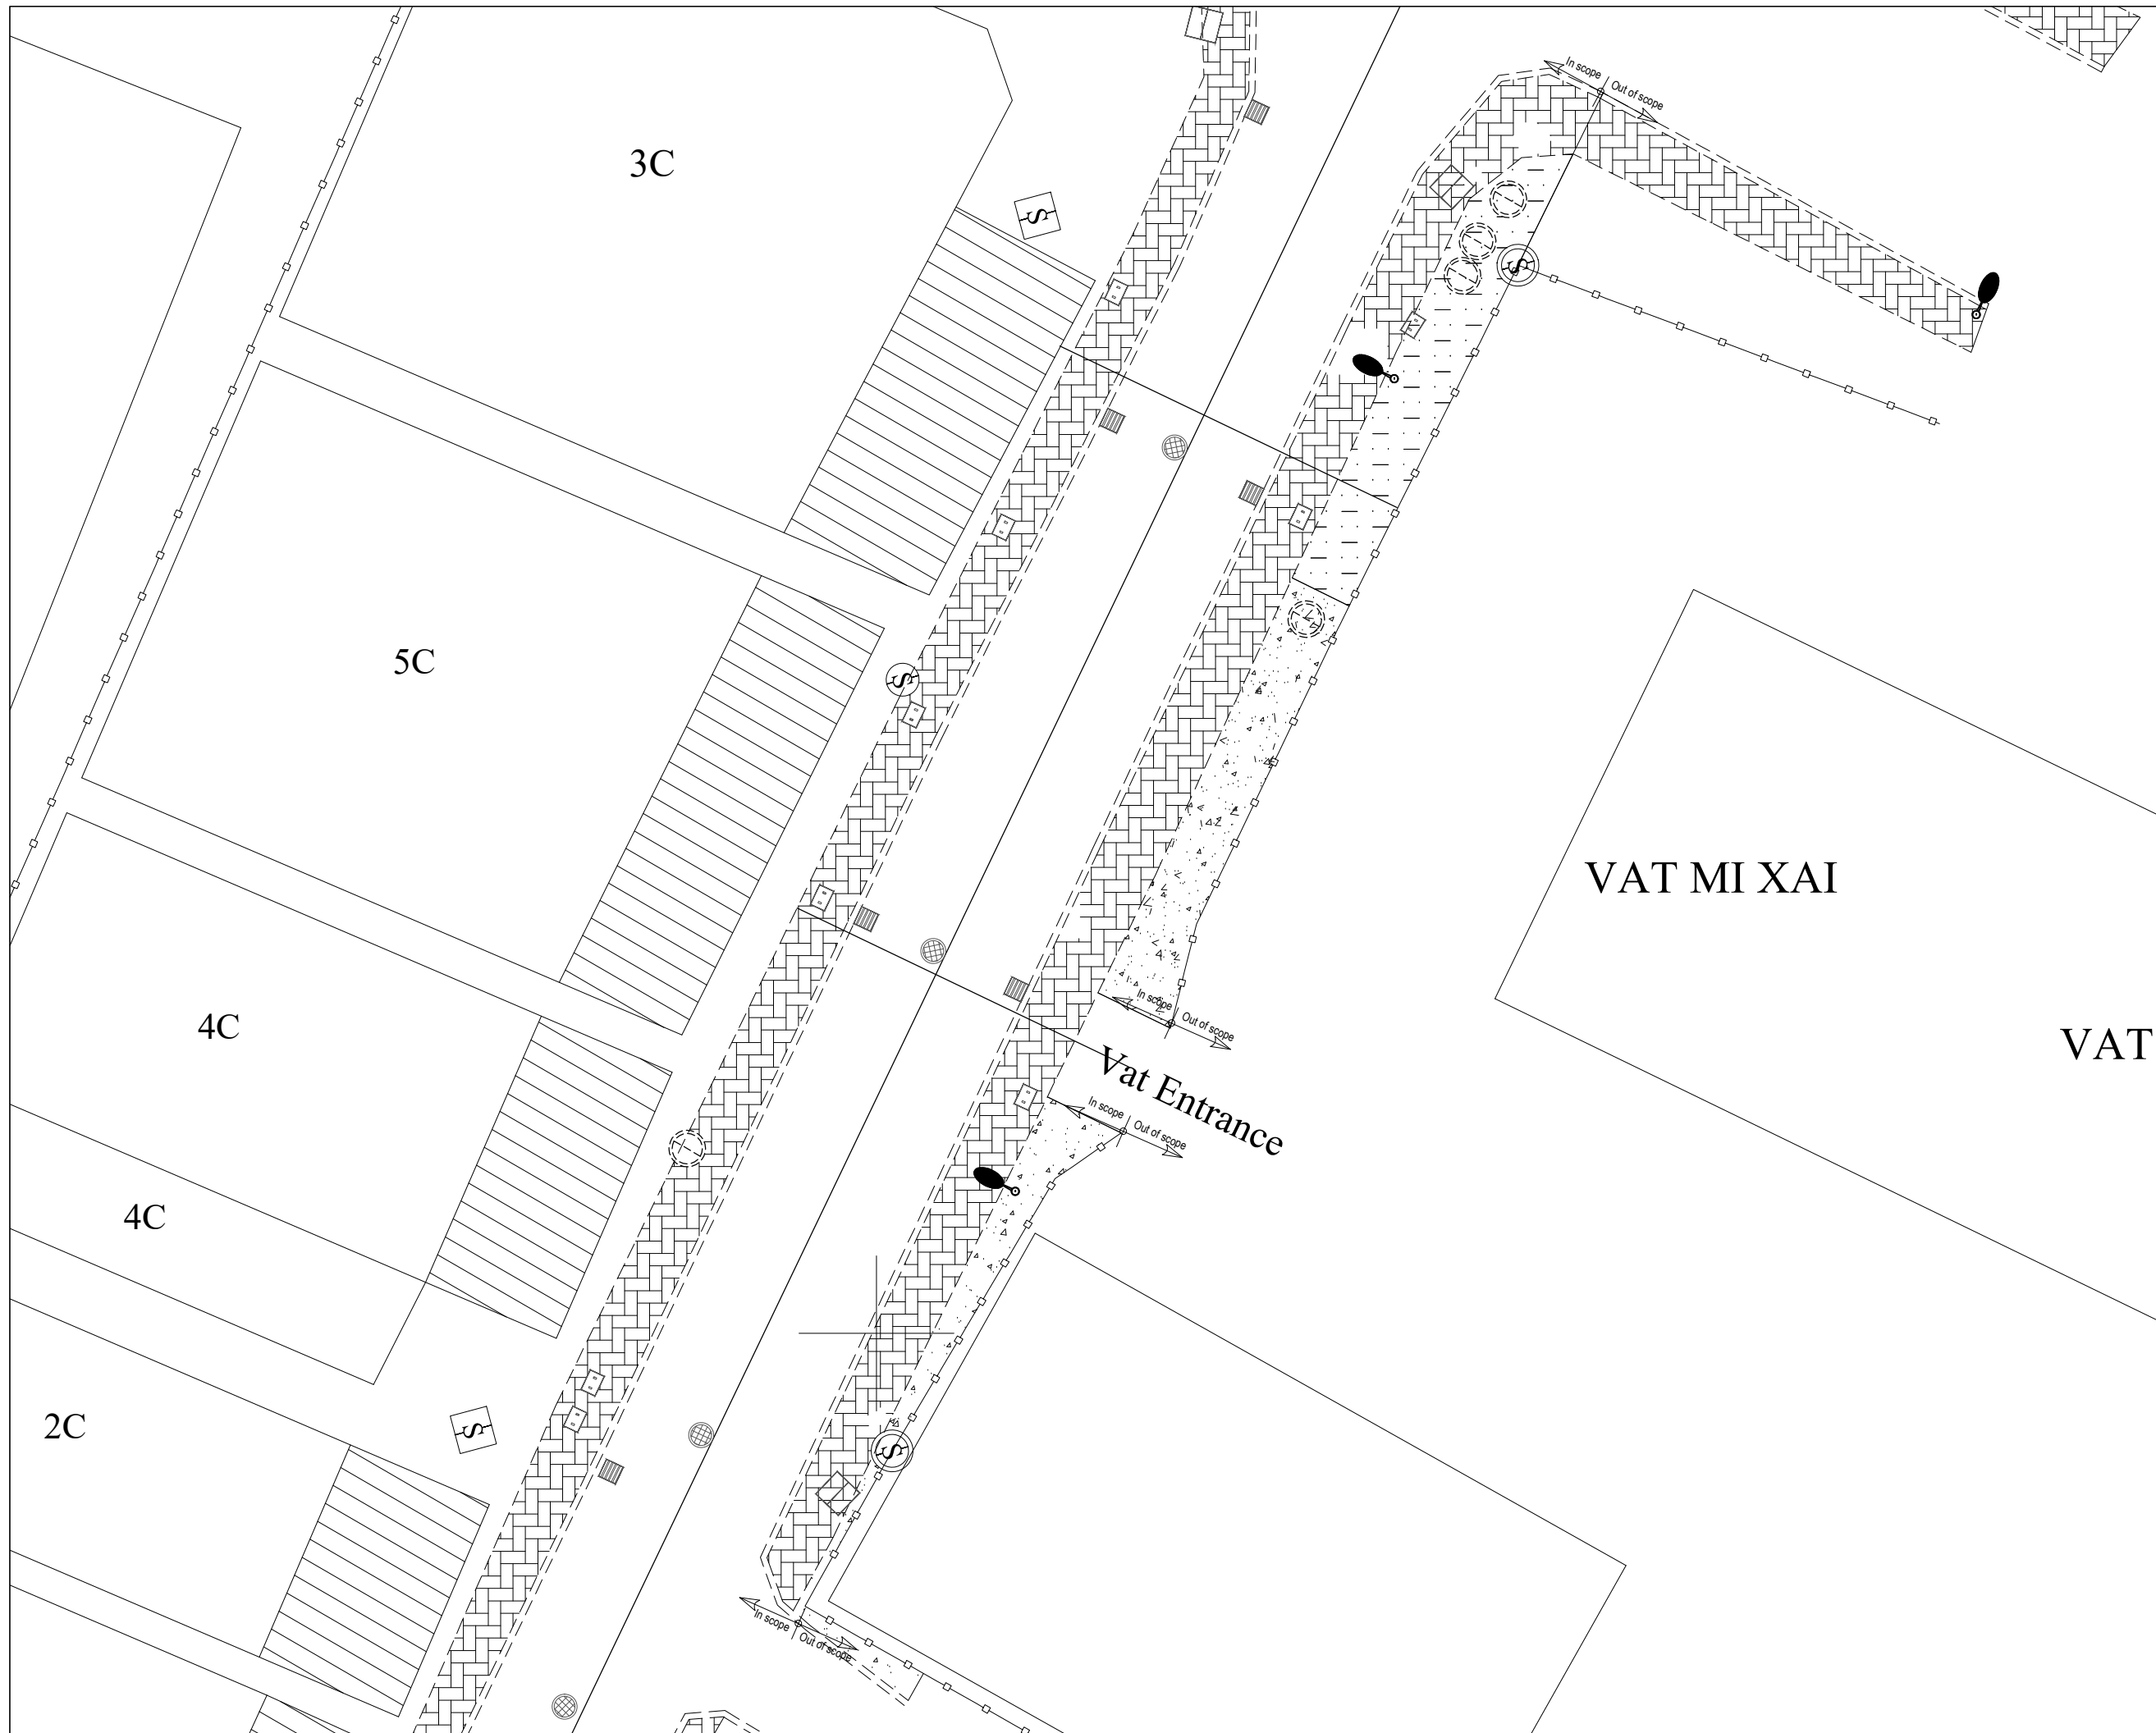 In scope
Out of scope
3C
S
S
5C
S
VAT MI XAI
In scope
Out of scope
4C
VAT
Vat Entrance
In scope
Out of scope
4C
2C
S
S
In scope
Out of scope